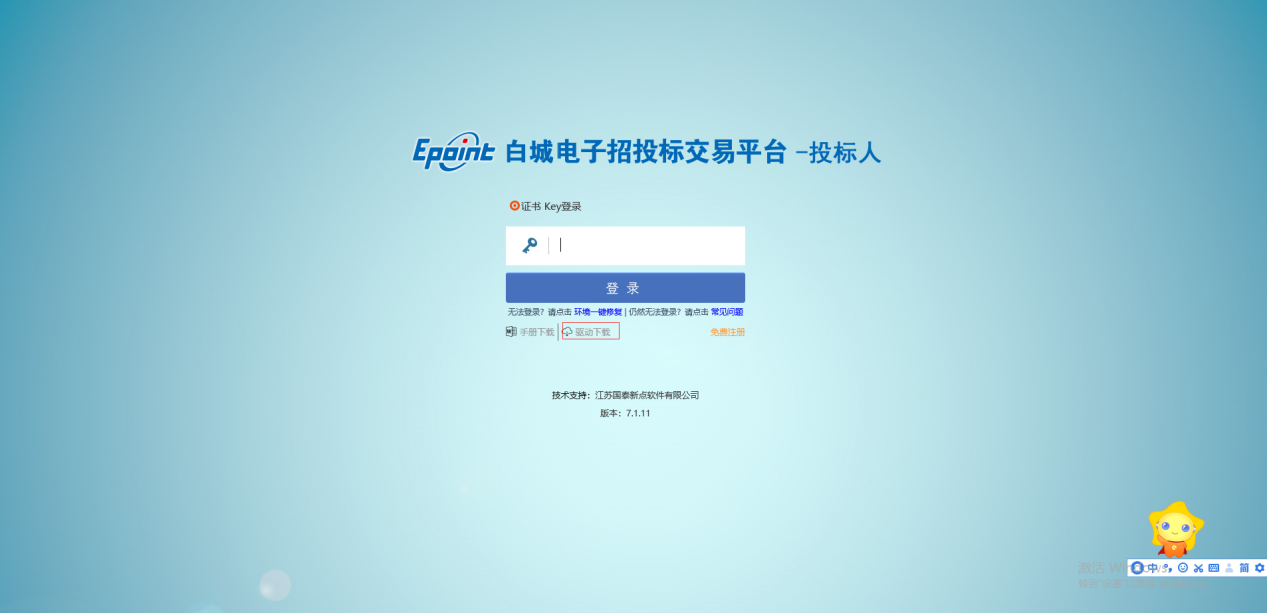 Epoint 白城电子招投标交易平台 –投标人
证书 Key登录
登 录
无法登录? 请点击 环境一键修复 | 仍然无法登录? 请点击 常见问题
手册下载 驱动下载 免费注册
技术支持: 江苏国泰新点软件有限公司
版本: 7.1.11
激活 Windows
中 简